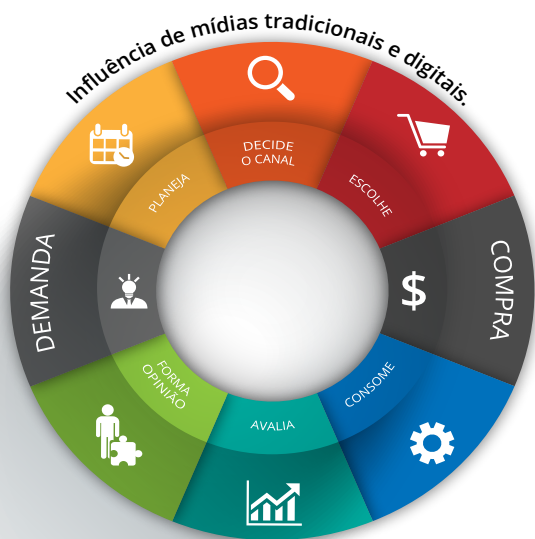 Influência de mídias tradicionais e digitais.
DEMANDA
PLANEJA
DECIDE
O CANAL
ESCOLHE
COMPRA
$
CONSOME
AVALIA
FORMA
OPINIÃO